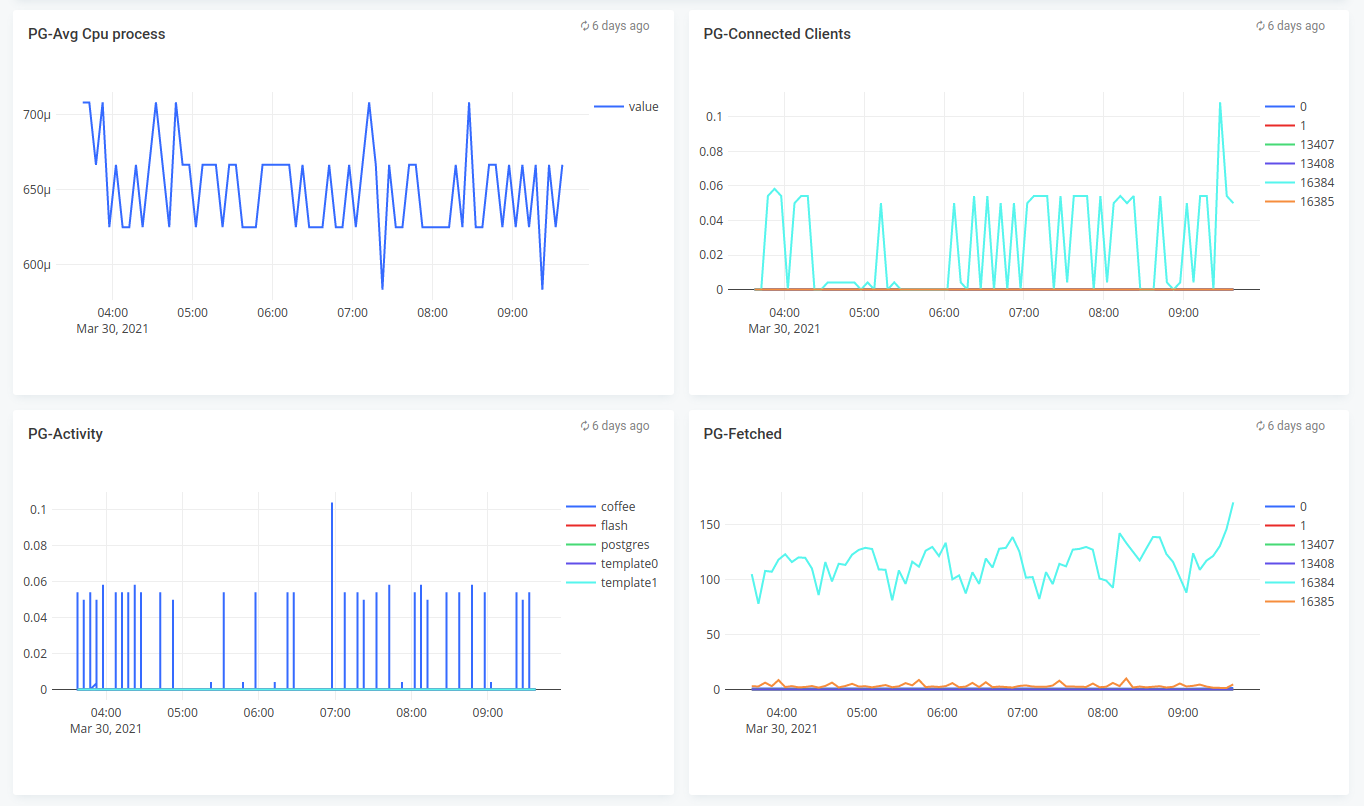 PG-Avg Cpu process
6 days ago
700μ
650μ
600μ
04:00
05:00
06:00
07:00
08:00
09:00
Mar 30, 2021
value
PG-Connected Clients
6 days ago
0.1
0.08
0.06
0.04
0.02
0
04:00
05:00
06:00
07:00
08:00
09:00
Mar 30, 2021
0
1
13407
13408
16384
16385
PG-Activity
6 days ago
0.1
0.08
0.06
0.04
0.02
0
04:00
05:00
06:00
07:00
08:00
09:00
Mar 30, 2021
coffee
flash
postgres
template0
template1
PG-Fetched
6 days ago
150
100
50
0
04:00
05:00
06:00
07:00
08:00
09:00
Mar 30, 2021
0
1
13407
13408
16384
16385